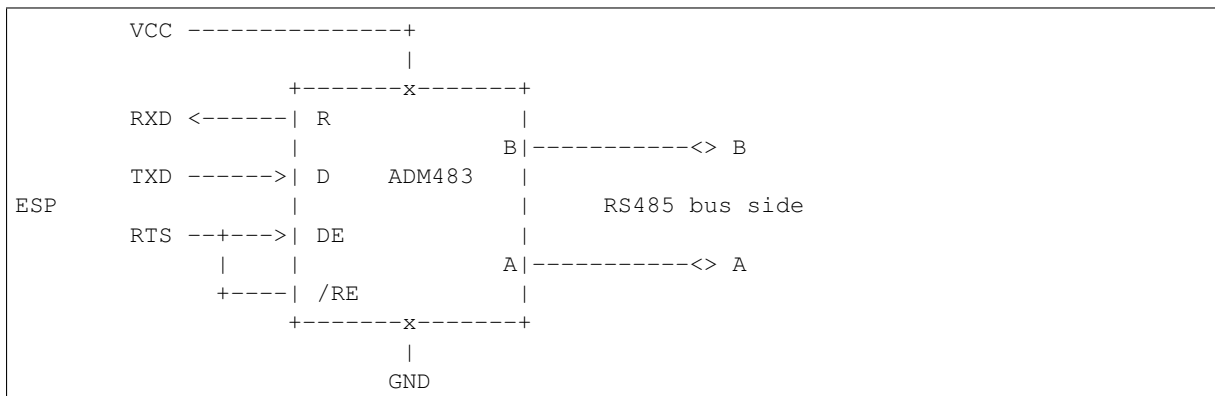 VCC ---------------+
|
+-------x-------+
RXD <------| R |
| B|-----------<> B
TXD ------>| D ADM483 |
ESP | | RS485 bus side
RTS --+--->| DE |
| | A|-----------<> A
+----| /RE |
+-------x-------+
|
GND